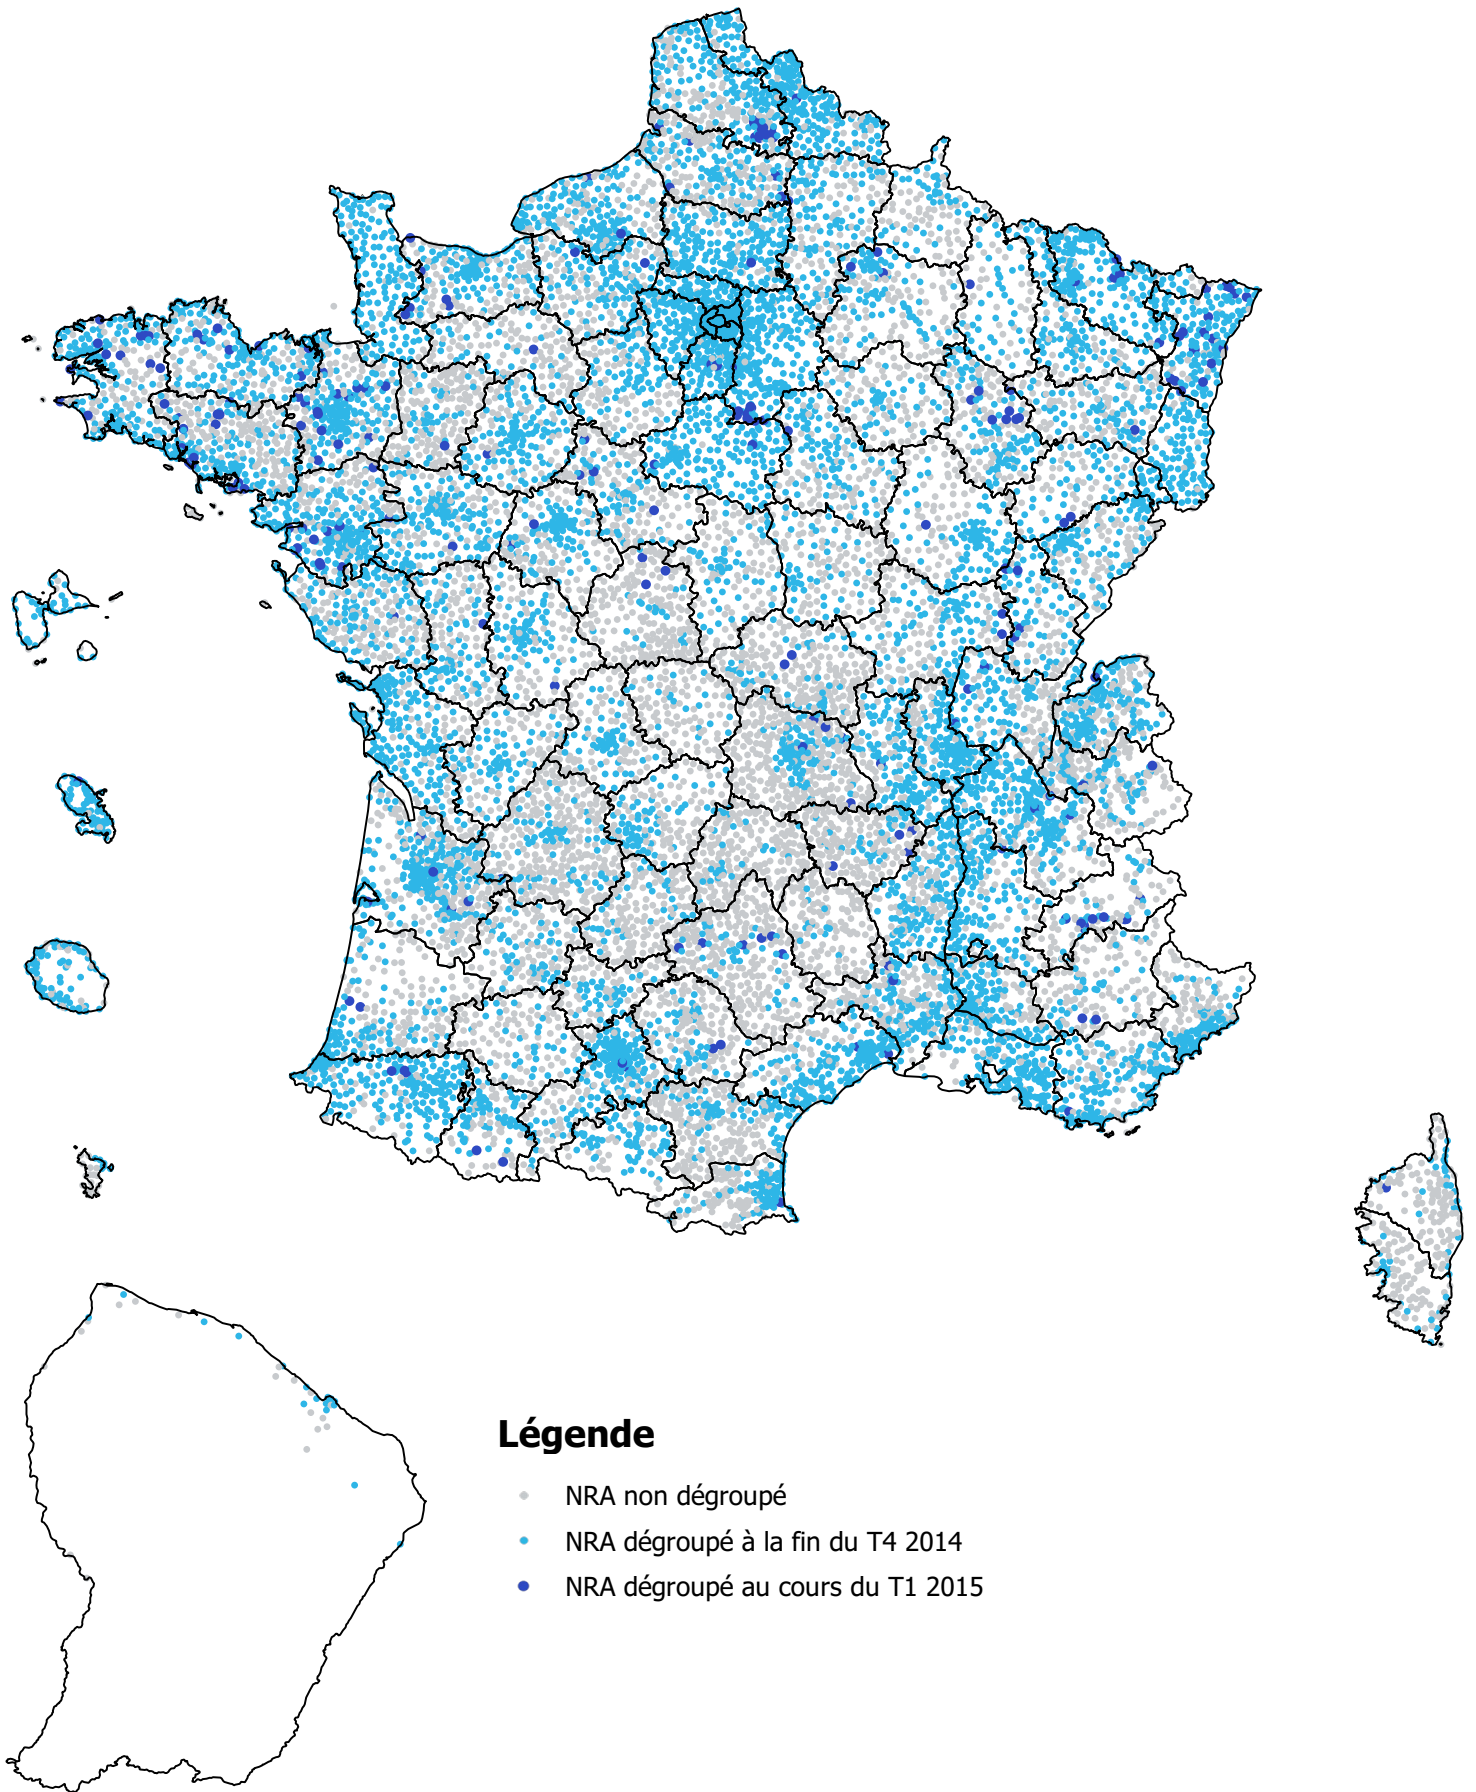 Légende
NRA non dégroupé
NRA dégroupé à la fin du T4 2014
NRA dégroupé au cours du T1 2015